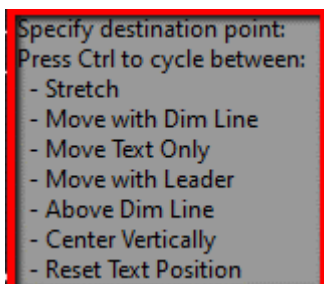 Specify destination point:
Press Ctrl to cycle between:
- Stretch
- Move with Dim Line
- Move Text Only
- Move with Leader
- Above Dim Line
- Center Vertically
- Reset Text Position